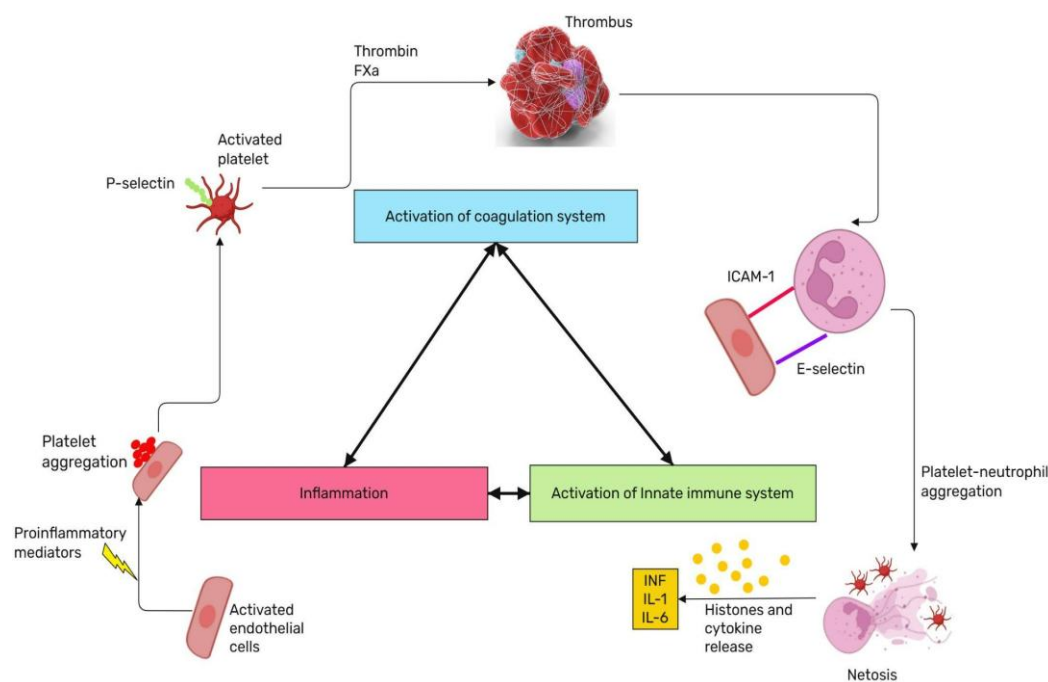 Thrombus
Thrombin
FXa
Activated
platelet
P-selectin
Activation of coagulation system
ICAM-1
E-selectin
Platelet
aggregation
Inflammation
Activation of Innate immune system
Platelet-neutrophil
aggregation
Proinflammatory
mediators
Activated
endothelial
cells
INF
IL-1
IL-6
Histones and
cytokine
release
Netosis